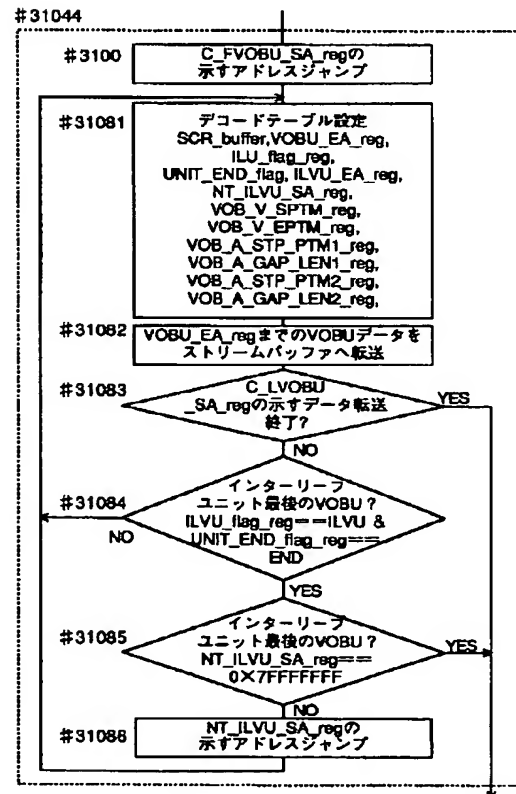 #31044
#3100
C_FVOBU_SA_regの
示すアドレスジャンプ
#31081
デコードテーブル設定
SCR_buffer,VOBU_EA_reg,
ILU_flag_reg,
UNIT_END_flag, ILVU_EA_reg,
NT_ILVU_SA_reg,
VOB_V_SPTM_reg,
VOB_V_EPTM_reg,
VOB_A_STP_PTM1_reg,
VOB_A_GAP_LEN1_reg,
VOB_A_STP_PTM2_reg,
VOB_A_GAP_LEN2_reg,
#31082
VOBU_EA_regまでのVOBUデータを
ストリームバッファへ転送
#31083
C_LVOBU
_SA_regの示すデータ転送
終了?
YES
NO
#31084
インターリーブ
ユニット最後のVOBU?
ILVU_flag_reg==ILVU &
UNIT_END_flag_reg==
END
NO
YES
#31085
インターリーブ
ユニット最後のVOBU?
NT_ILVU_SA_reg==
0×7FFFFFFF
YES
NO
#31086
NT_ILVU_SA_regの
示すアドレスジャンプ